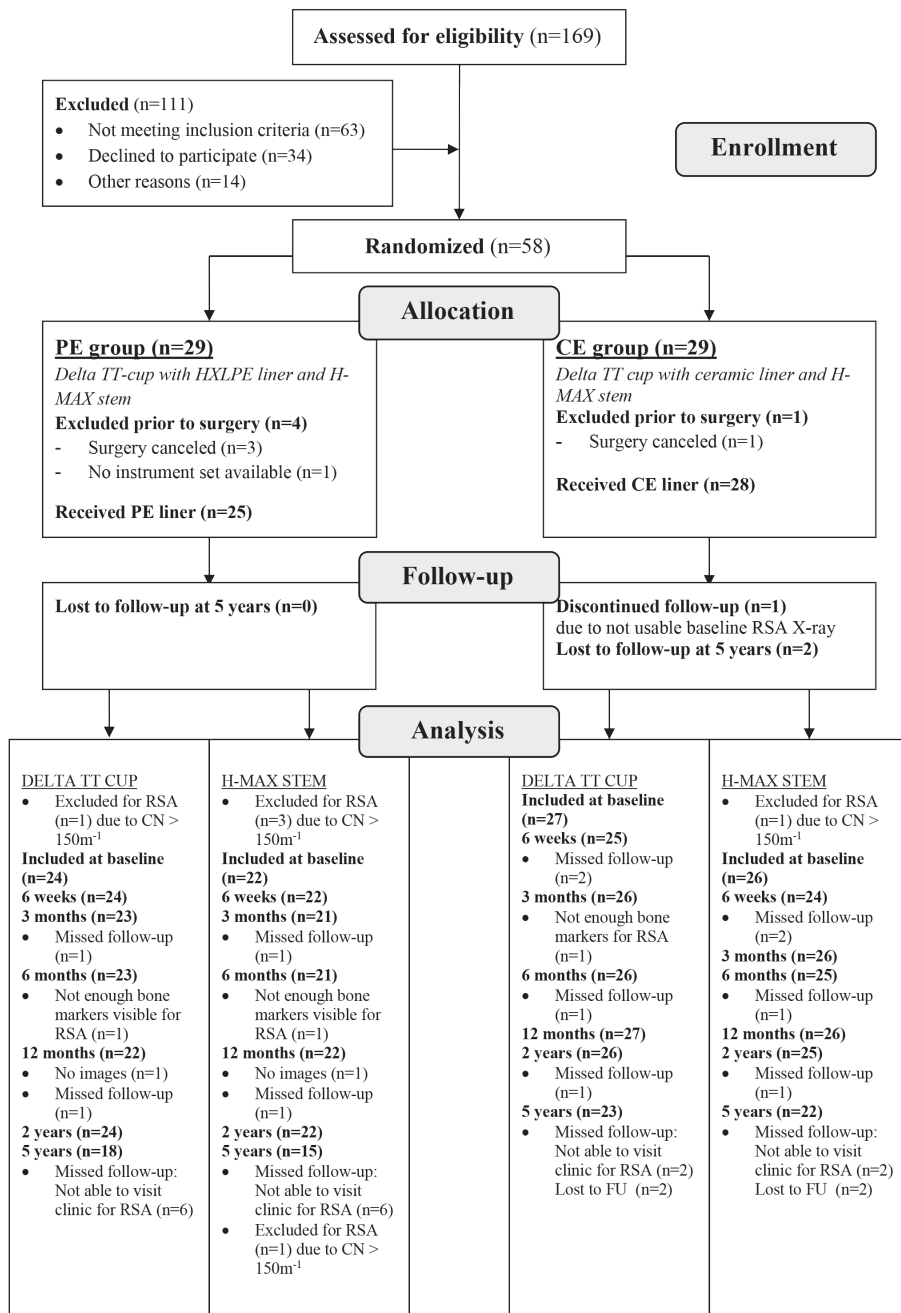 Assessed for eligibility (n=169)
Excluded (n=111)
• Not meeting inclusion criteria (n=63)
• Declined to participate (n=34)
• Other reasons (n=14)
Enrollment
Randomized (n=58)
Allocation
PE group (n=29)
Delta TT-cup with HXLPE liner and H-
MAX stem
Excluded prior to surgery (n=4)
- Surgery canceled (n=3)
- No instrument set available (n=1)
Received PE liner (n=25)
CE group (n=29)
Delta TT cup with ceramic liner and H-
MAX stem
Excluded prior to surgery (n=1)
- Surgery canceled (n=1)
Received CE liner (n=28)
Follow-up
Lost to follow-up at 5 years (n=0)
Discontinued follow-up (n=1)
due to not usable baseline RSA X-ray
Lost to follow-up at 5 years (n=2)
Analysis
DELTA TT CUP
• Excluded for RSA
(n=1) due to CN >
150m⁻¹
Included at baseline
(n=24)
6 weeks (n=24)
3 months (n=23)
• Missed follow-up
(n=1)
6 months (n=23)
• Not enough bone
markers visible for
RSA (n=1)
12 months (n=22)
• No images (n=1)
• Missed follow-up
(n=1)
2 years (n=24)
5 years (n=18)
• Missed follow-up:
Not able to visit
clinic for RSA (n=6)
H-MAX STEM
• Excluded for RSA
(n=3) due to CN >
150m⁻¹
Included at baseline
(n=22)
6 weeks (n=22)
3 months (n=21)
• Missed follow-up
(n=1)
6 months (n=21)
• Not enough bone
markers visible for
RSA (n=1)
12 months (n=22)
• No images (n=1)
• Missed follow-up
(n=1)
2 years (n=22)
5 years (n=15)
• Missed follow-up:
Not able to visit
clinic for RSA (n=6)
• Excluded for RSA
(n=1) due to CN >
150m⁻¹
DELTA TT CUP
Included at baseline
(n=27)
6 weeks (n=25)
• Missed follow-up
(n=2)
3 months (n=26)
• Not enough bone
markers for RSA
(n=1)
6 months (n=26)
• Missed follow-up
(n=1)
12 months (n=27)
2 years (n=26)
• Missed follow-up
(n=1)
5 years (n=23)
• Missed follow-up:
Not able to visit
clinic for RSA (n=2)
Lost to FU (n=2)
H-MAX STEM
• Excluded for RSA
(n=1) due to CN >
150m⁻¹
Included at baseline
(n=26)
6 weeks (n=24)
• Missed follow-up
(n=2)
3 months (n=26)
6 months (n=25)
• Missed follow-up
(n=1)
12 months (n=26)
2 years (n=25)
• Missed follow-up
(n=1)
5 years (n=22)
• Missed follow-up:
Not able to visit
clinic for RSA (n=2)
Lost to FU (n=2)